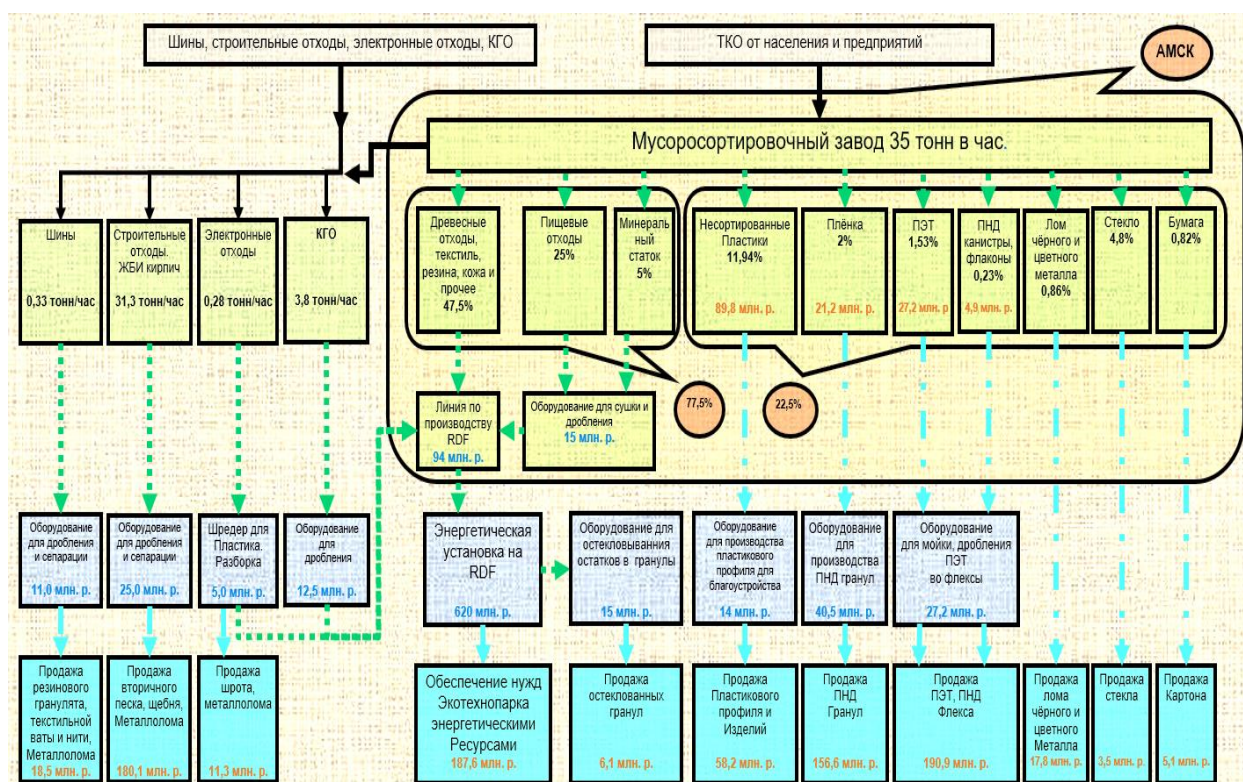 Шины, строительные отходы, электронные отходы, КГО
ТКО от населения и предприятий
АМСК
Мусоросортировочный завод 35 тонн в час.
Шины
0,33 тонн/час
Строительные
отходы.
ЖБИ кирпич
31,3 тонн/час
Электронные
отходы
0,28 тонн/час
КГО
3,8 тонн/час
Древесные
отходы,
текстиль,
резина, кожа и
прочее
47,5%
Пищевые
отходы
25%
Минераль
ный
статок
5%
Несортированные
Пластики
11,94%
89,8 млн. р.
Плёнка
2%
21,2 млн. р.
ПЭТ
1,53%
27,2 млн. р
ПНД
канистры,
флаконы
0,23%
4,9 млн. р.
Лом
чёрного и
цветного
металла
0,86%
Стекло
4,8%
Бумага
0,82%
77,5%
22,5%
Линия по
производству
RDF
94 млн. р.
Оборудование для сушки и
дробления
15 млн. р.
Оборудование
для дробления
и сепарации
11,0 млн. р.
Оборудование
для дробления
и сепарации
25,0 млн. р.
Шредер для
Пластика.
Разборка
5,0 млн. р.
Оборудование
для
дробления
12,5 млн. р.
Энергетическая
установка на
RDF
620 млн. р.
Оборудование для
остекловыванния
остатков в гранулы
15 млн. р.
Оборудование
для производства
пластикового
профиля для
благоустройства
14 млн. р.
Оборудование
для
производства
ПНД гранул
40,5 млн. р.
Оборудование
для мойки, дробления
ПЭТ
во флексы
27,2 млн. р.
Продажа
резинового
гранулята,
текстильной
ваты и нити,
Металлолома
18,5 млн. р.
Продажа
вторичного
песка, щебня,
Металлолома
180,1 млн. р.
Продажа
шрота,
металлолома
11,3 млн. р.
Обеспечение нужд
Экотехнопарка
энергетическими
Ресурсами
187,6 млн. р.
Продажа
остеклованных
гранул
6,1 млн. р.
Продажа
Пластикового
профиля и
Изделий
58,2 млн. р.
Продажа
ПНД
Гранул
156,6 млн. р.
Продажа
ПЭТ, ПНД
Флекса
190,9 млн. р.
Продажа
лома
чёрного и
цветного
Металла
17,8 млн. р.
Продажа
стекла
3,5 млн. р.
Продажа
Картона
5,1 млн. р.